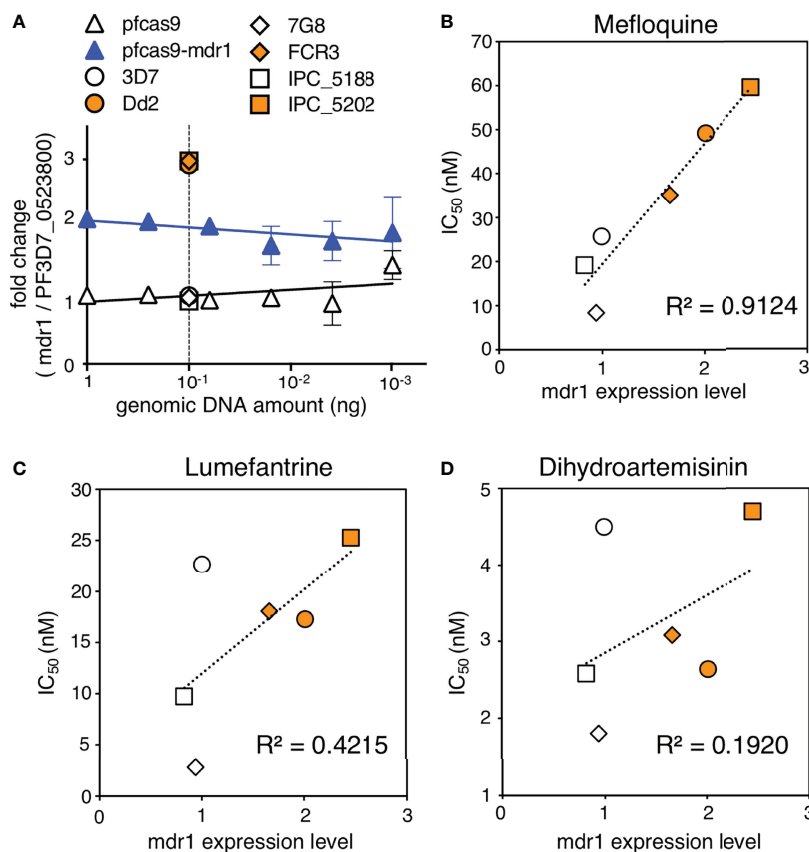 A
pfcas9
pfcas9-mdr1
3D7
Dd2
7G8
FCR3
IPC_5188
IPC_5202
fold change
( mdr1 / PF3D7_0523800)
3
2
1
0
1 10⁻¹ 10⁻² 10⁻³
genomic DNA amount (ng)
B
Mefloquine
IC₅₀ (nM)
70
60
50
40
30
20
10
0
R² = 0.9124
0 1 2 3
mdr1 expression level
C
Lumefantrine
IC₅₀ (nM)
30
25
20
15
10
5
0
R² = 0.4215
0 1 2 3
mdr1 expression level
D
Dihydroartemisinin
IC₅₀ (nM)
5
4
3
2
1
R² = 0.1920
0 1 2 3
mdr1 expression level